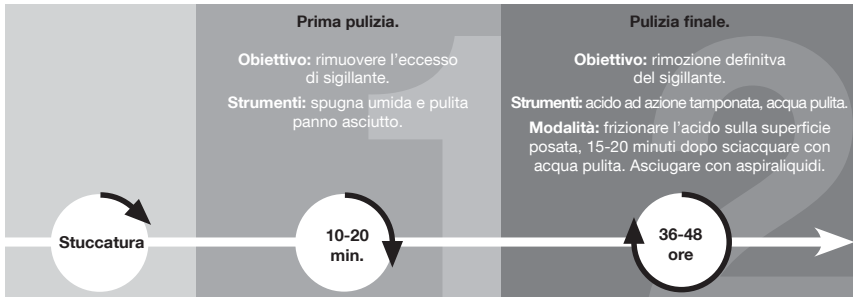 Stuccatura
1
Prima pulizia.
Obiettivo: rimuovere l'eccesso
di sigillante.
Strumenti: spugna umida e pulita
panno asciutto.
10-20
min.
2
Pulizia finale.
Obiettivo: rimozione definitva
del sigillante.
Strumenti: acido ad azione tamponata, acqua pulita.
Modalità: frizionare l'acido sulla superficie
posata, 15-20 minuti dopo sciacquare con
acqua pulita. Asciugare con aspiraliquidi.
36-48
ore